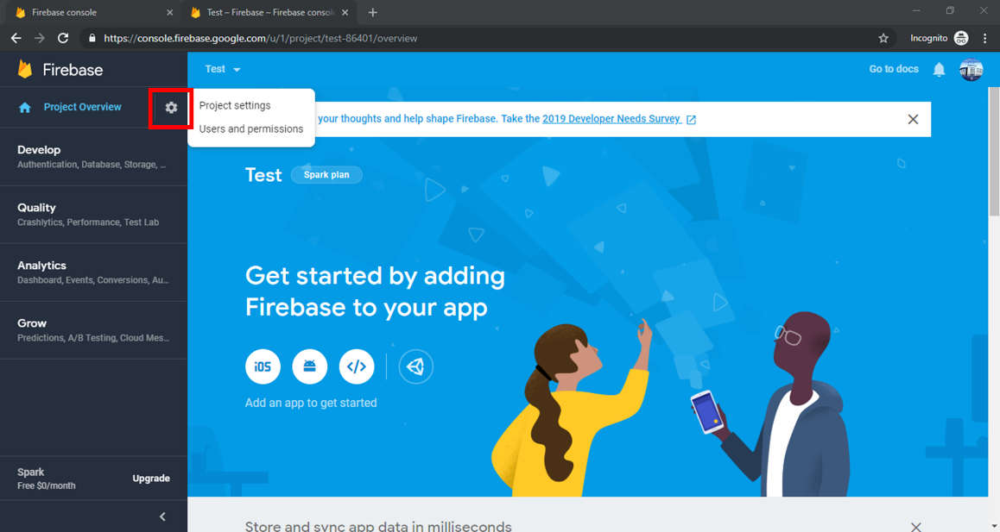 Firebase console
Test – Firebase – Firebase consol
https://console.firebase.google.com/u/1/project/test-86401/overview
Incognito
Firebase
Test
Go to docs
Project Overview
Project settings
Users and permissions
your thoughts and help shape Firebase. Take the 2019 Developer Needs Survey
Develop
Authentication, Database, Storage, ...
Test
Spark plan
Quality
Crashlytics, Performance, Test Lab
Analytics
Dashboard, Events, Conversions, Au...
Get started by adding
Firebase to your app
Grow
Predictions, A/B Testing, Cloud Mes...
iOS
Add an app to get started
Spark
Free $0/month
Upgrade
Store and sync app data in milliseconds